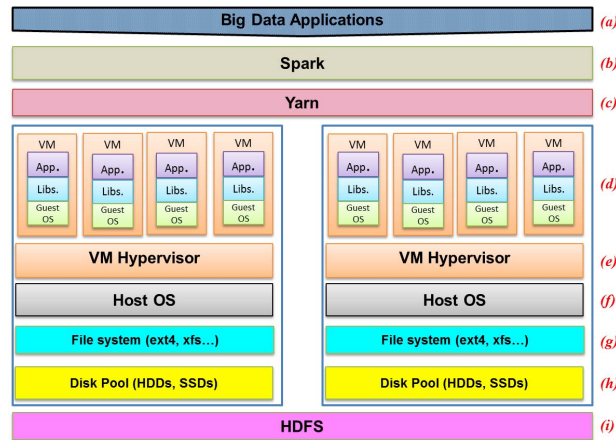 Big Data Applications (a)
Spark (b)
Yarn (c)
VM VM VM VM VM VM VM VM
App. App. App. App. App. App. App. App.
Libs. Libs. Libs. Libs. Libs. Libs. Libs. Libs. (d)
Guest Guest Guest Guest Guest Guest Guest Guest
OS OS OS OS OS OS OS OS
VM Hypervisor VM Hypervisor (e)
Host OS Host OS (f)
File system (ext4, xfs...) File system (ext4, xfs...) (g)
Disk Pool (HDDs, SSDs) Disk Pool (HDDs, SSDs) (h)
HDFS (i)